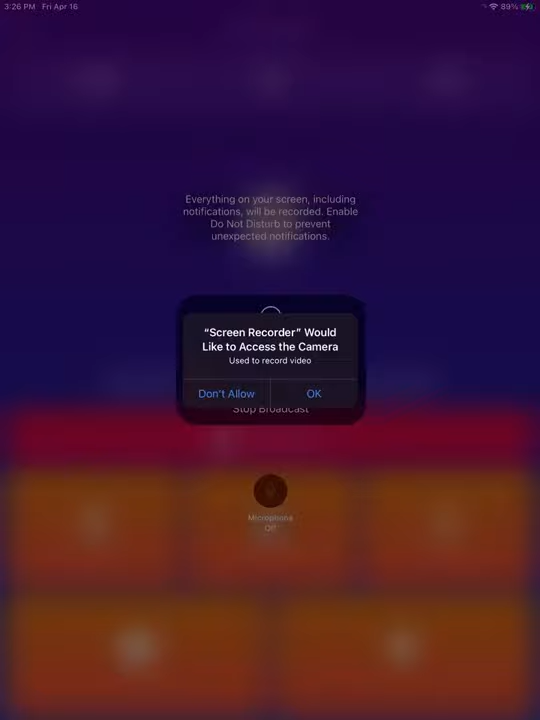 3:26 PM Fri Apr 16
89%
Everything on your screen, including
notifications, will be recorded. Enable
Do Not Disturb to prevent
unexpected notifications.
“Screen Recorder” Would
Like to Access the Camera
Used to record video
Don't Allow
OK
Stop Broadcast
Microphone
Off